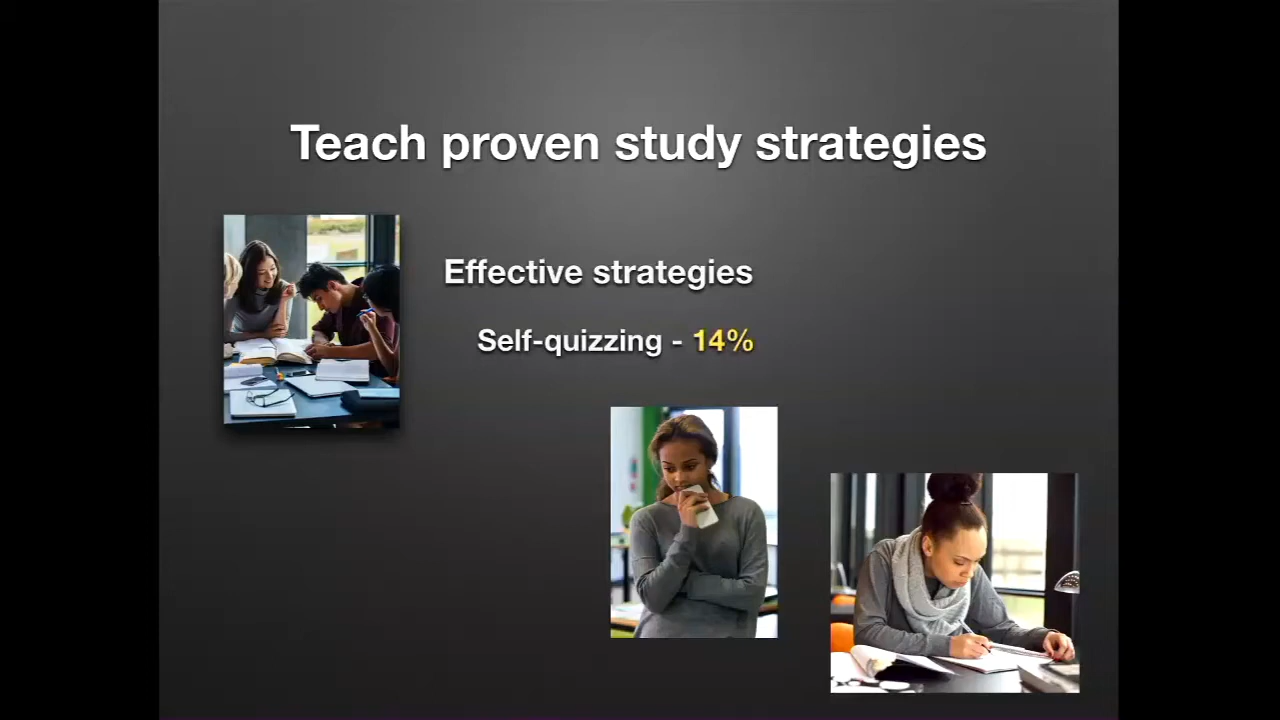 Teach proven study strategies
Effective strategies
Self-quizzing - 14%